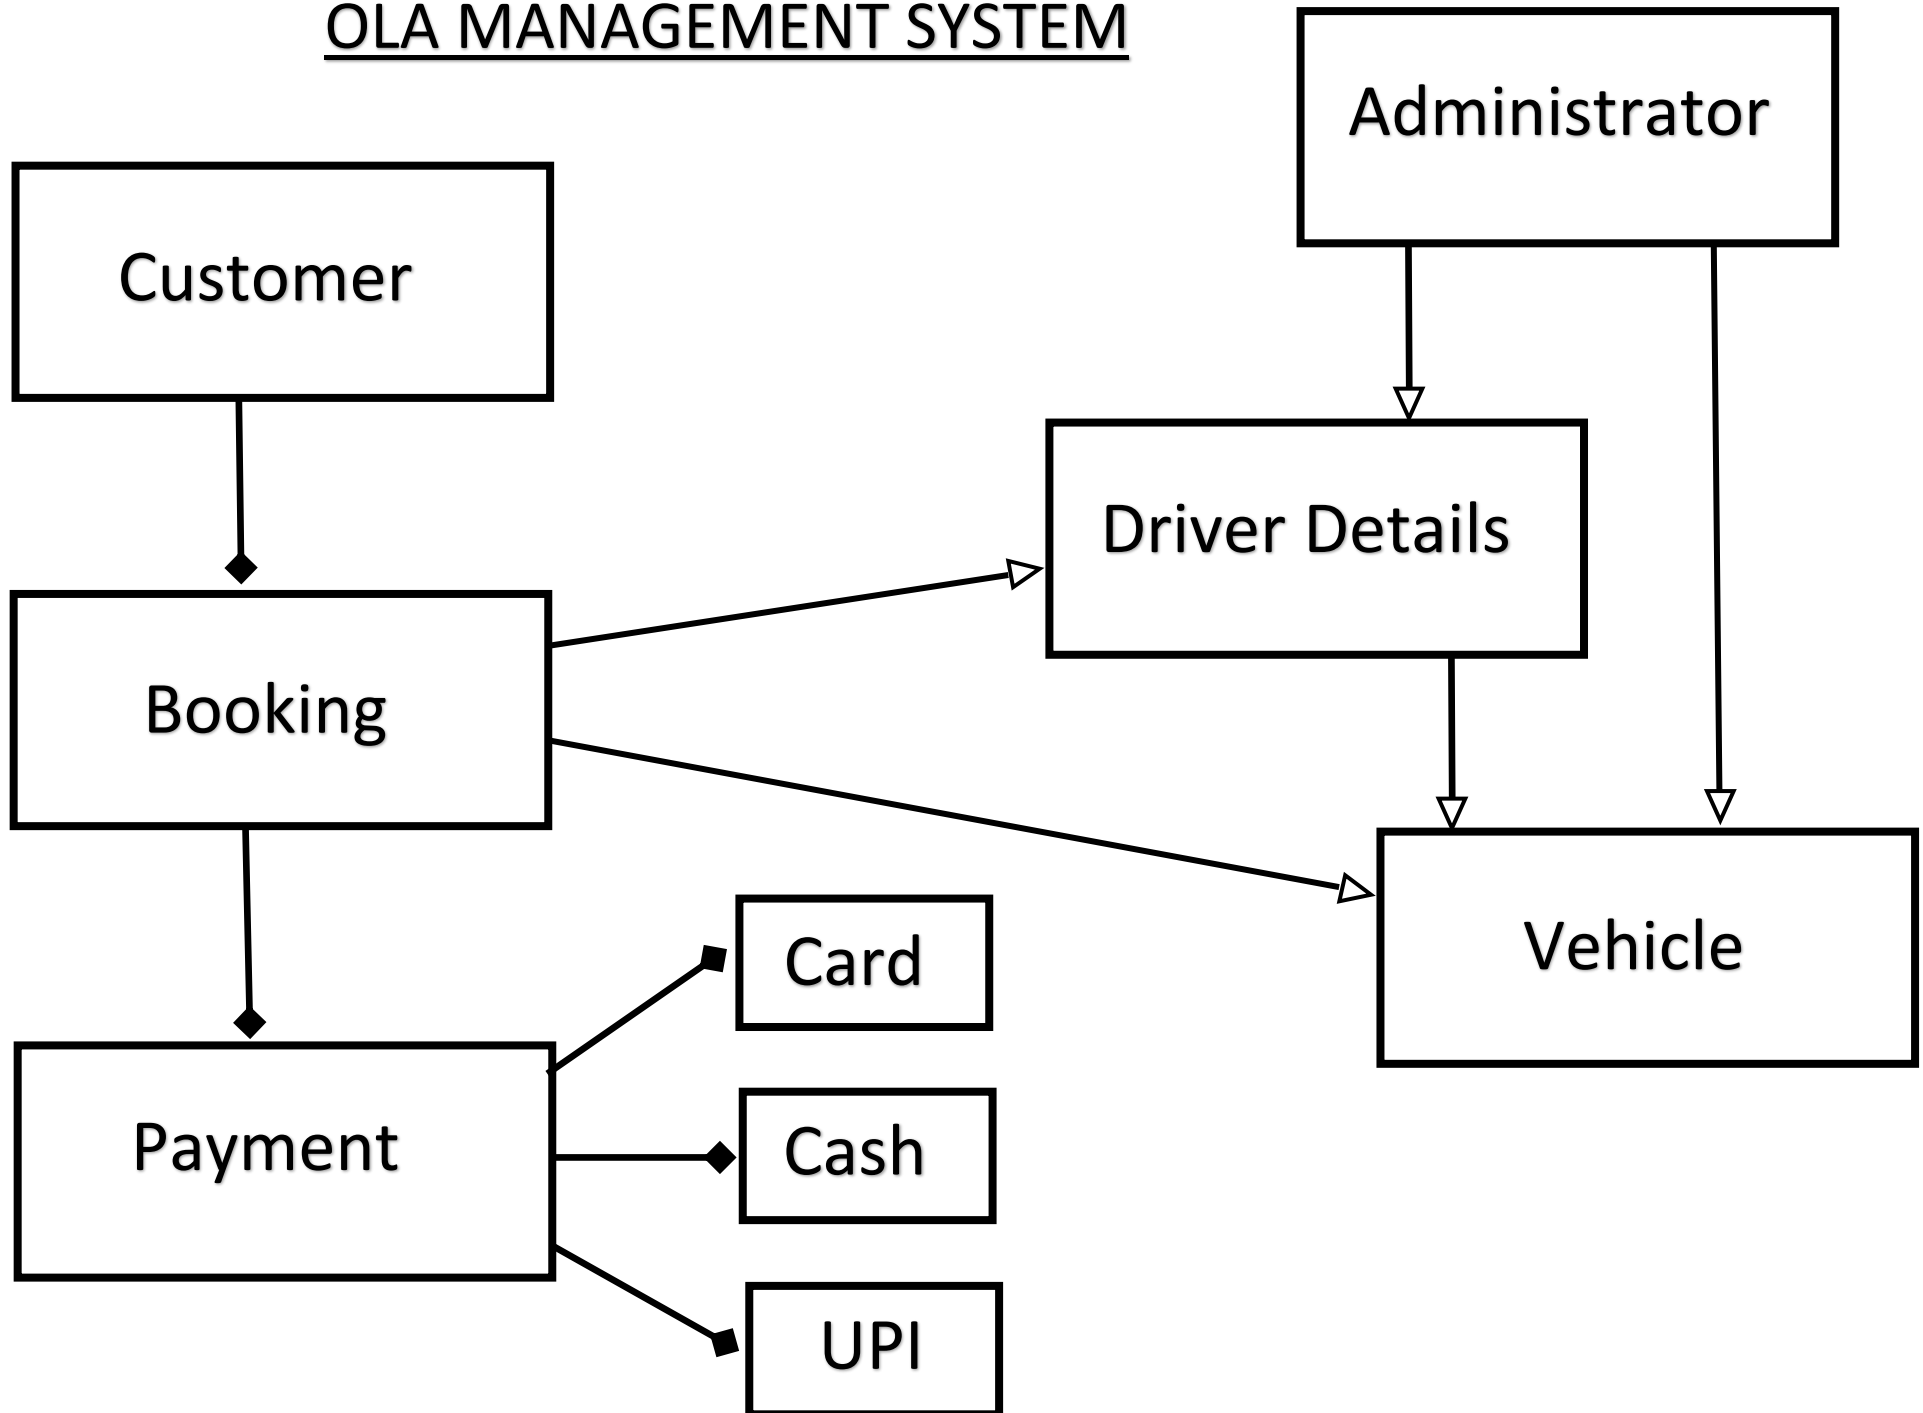 OLA MANAGEMENT SYSTEM
Administrator
Customer
Driver Details
Booking
Vehicle
Card
Payment
Cash
UPI